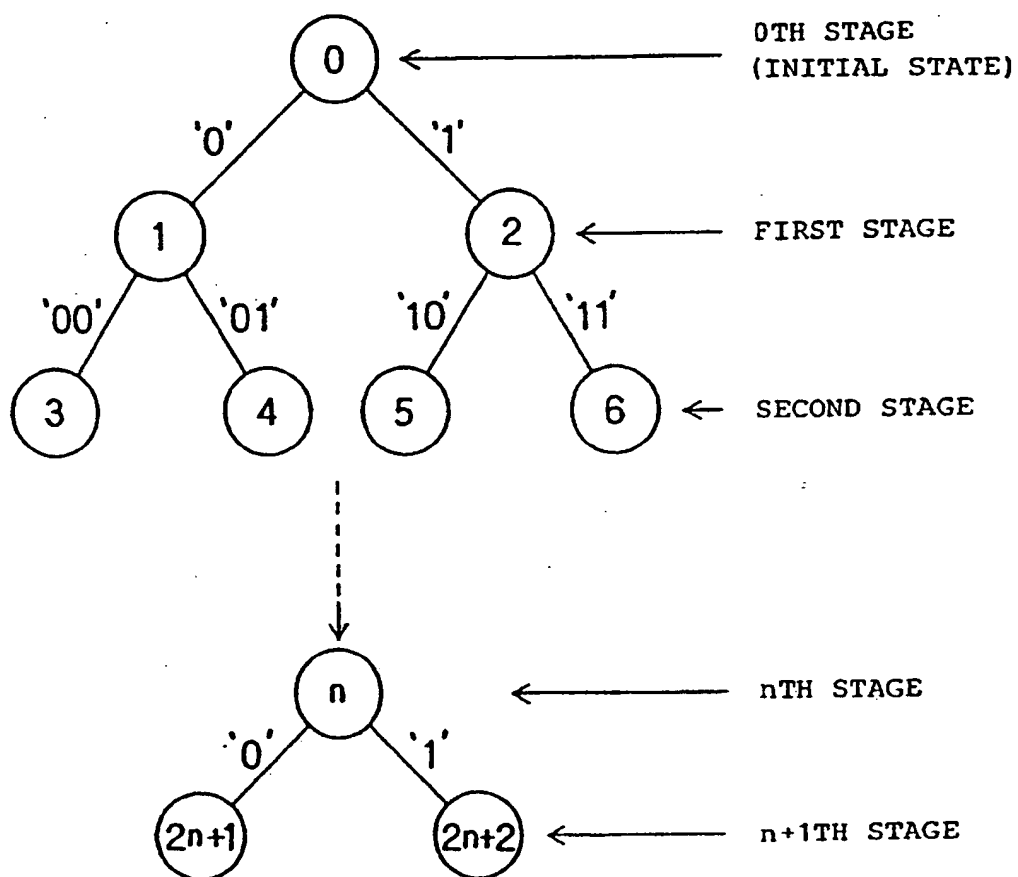 0
0TH STAGE
(INITIAL STATE)
'0'
'1'
1
2
FIRST STAGE
'00'
'01'
'10'
'11'
3
4
5
6
SECOND STAGE
n
nTH STAGE
'0'
'1'
2n+1
2n+2
n+1TH STAGE